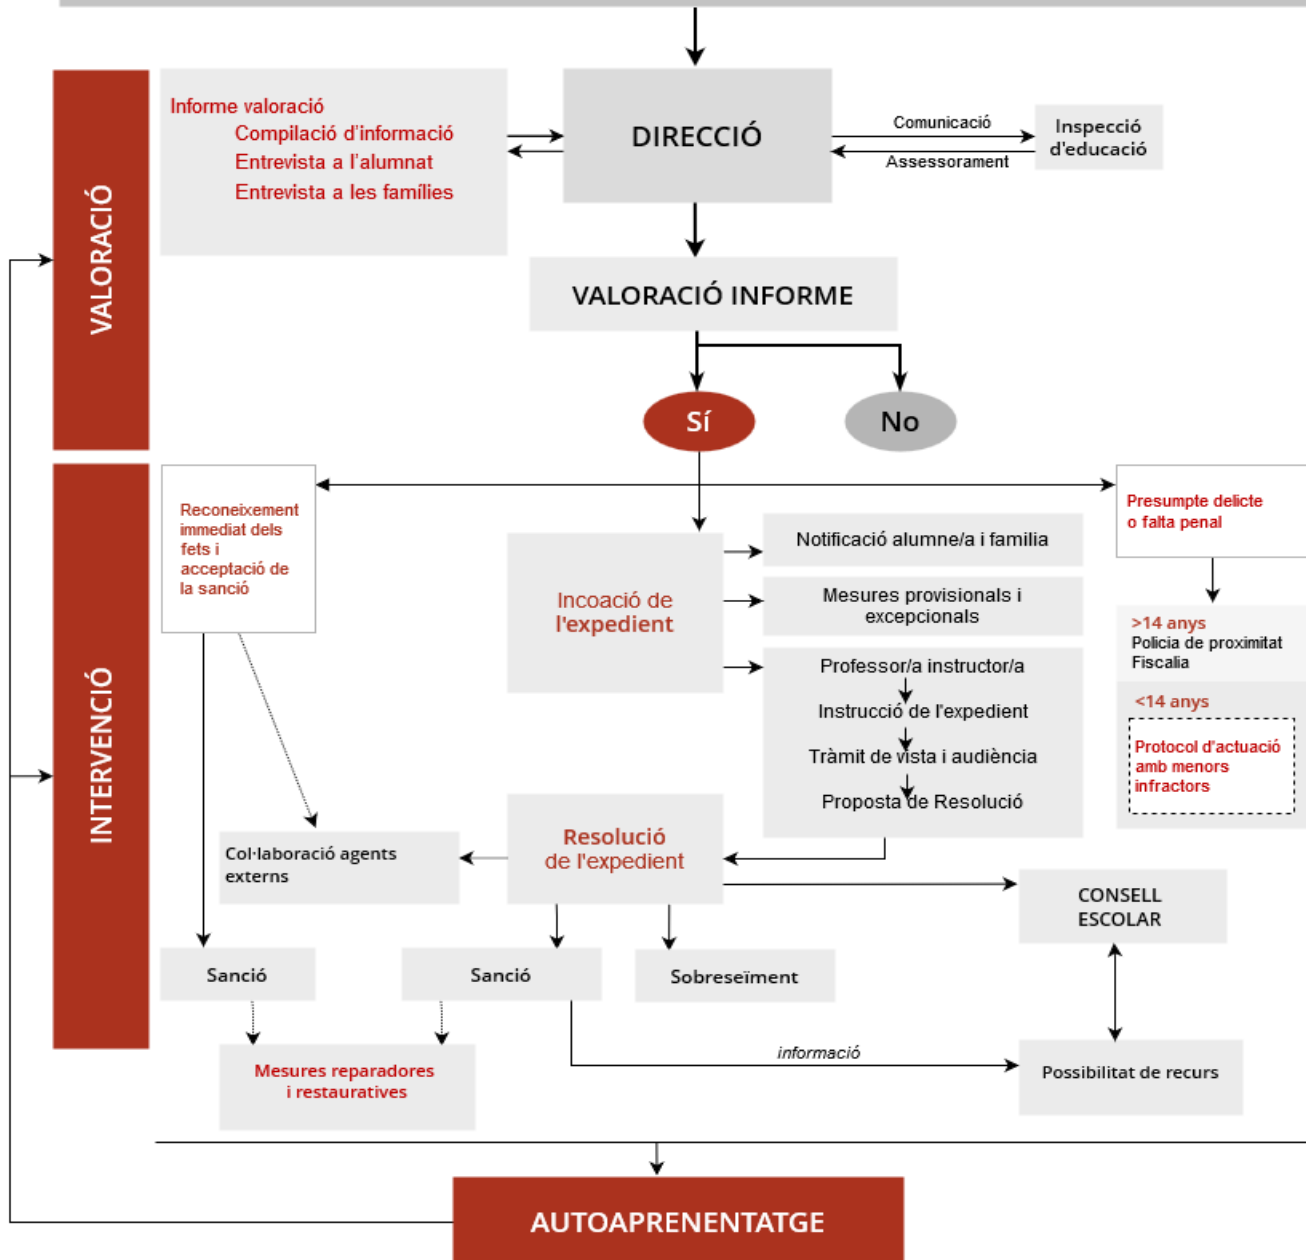 VALORACIÓ
Informe valoració
Compilació d'informació
Entrevista a l'alumnat
Entrevista a les famílies
DIRECCIÓ
Comunicació
Assessorament
Inspecció
d'educació
VALORACIÓ INFORME
Sí
No
INTERVENCIÓ
Reconeixement
immediat dels
fets i
acceptació de
la sanció
Presumpte delicte
o falta penal
Incoació de
l'expedient
Notificació alumne/a i familia
Mesures provisionals i
excepcionals
Professor/a instructor/a
Instrucció de l'expedient
Tràmit de vista i audiència
Proposta de Resolució
>14 anys
Policia de proximitat
Fiscalia
<14 anys
Protocol d'actuació
amb menors
infractors
Col·laboració agents
externs
Resolució
de l'expedient
CONSELL
ESCOLAR
Sanció
Sanció
Sobreseïment
informació
Mesures reparadores
i restauratives
Possibilitat de recurs
AUTOAPRENENTATGE